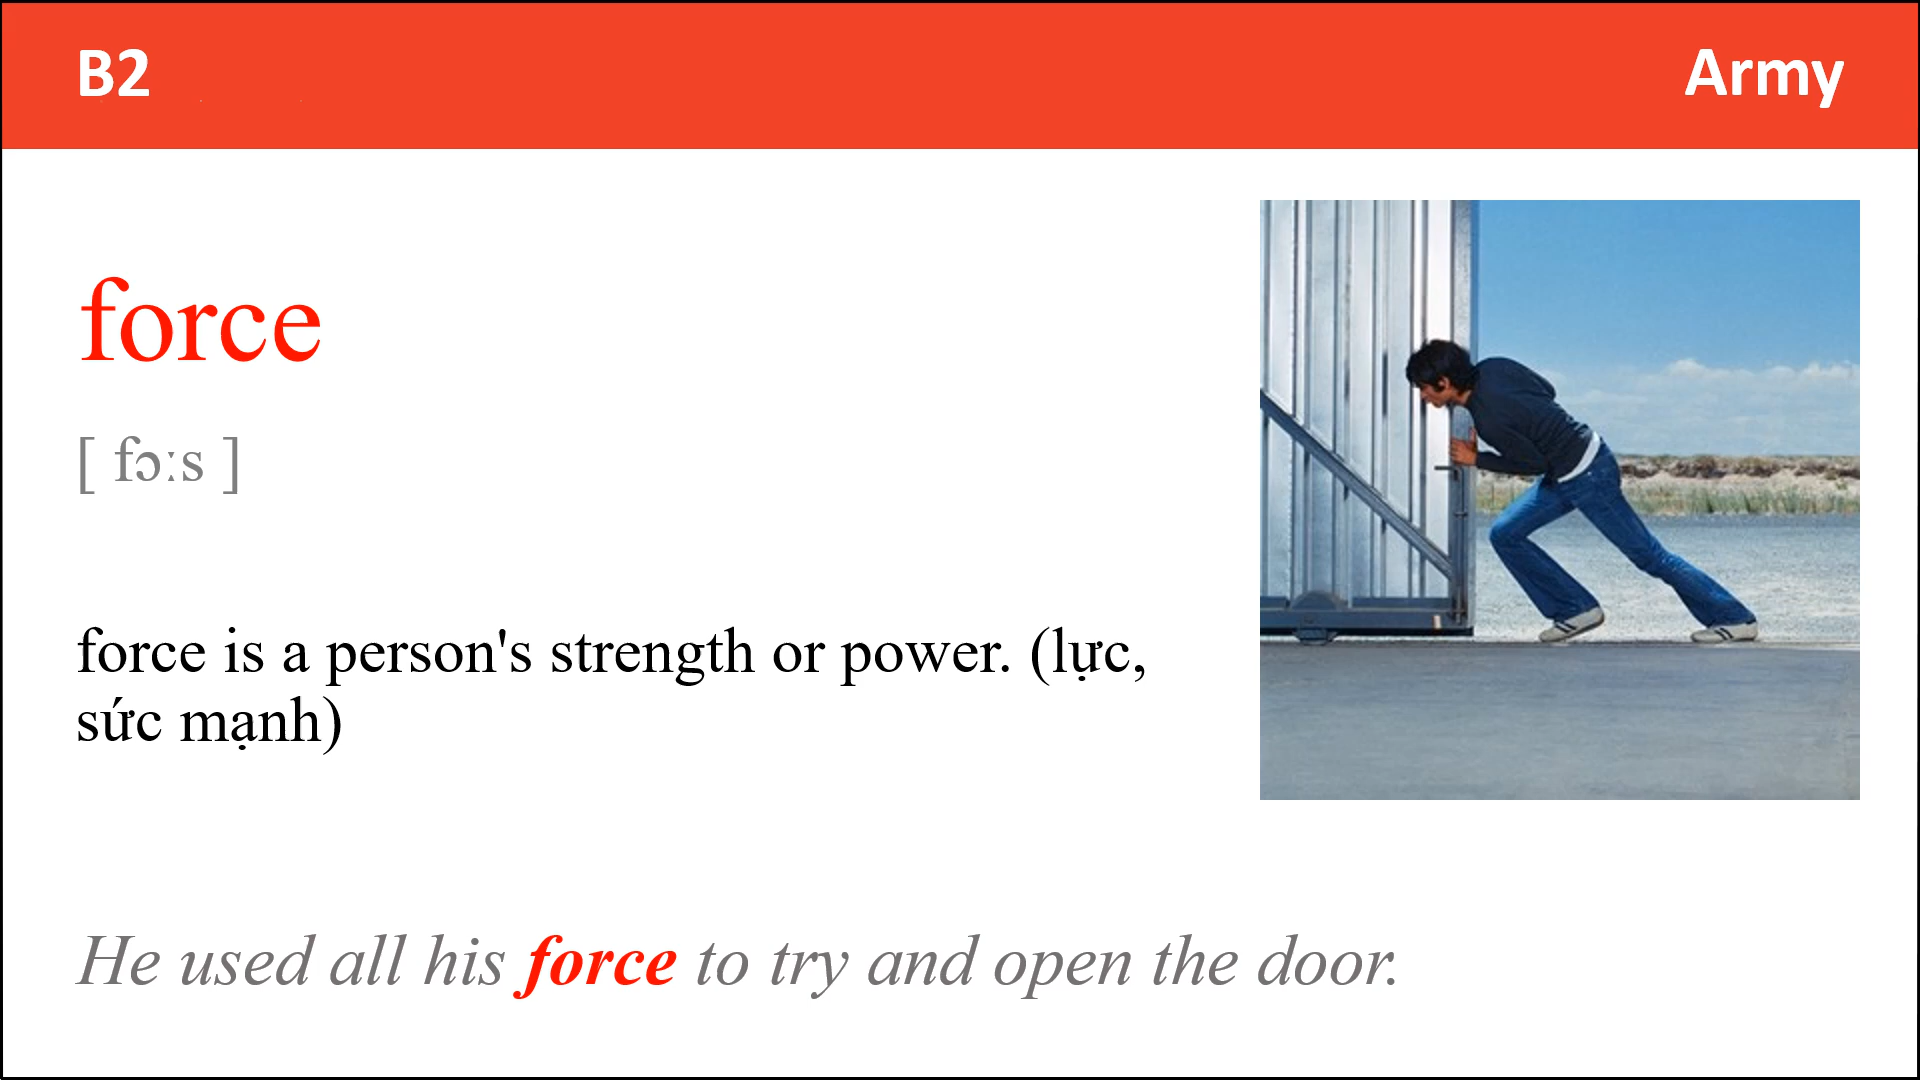 B2
Army
force
[ fɔːs ]
force is a person's strength or power. (lực,
sức mạnh)
He used all his force to try and open the door.